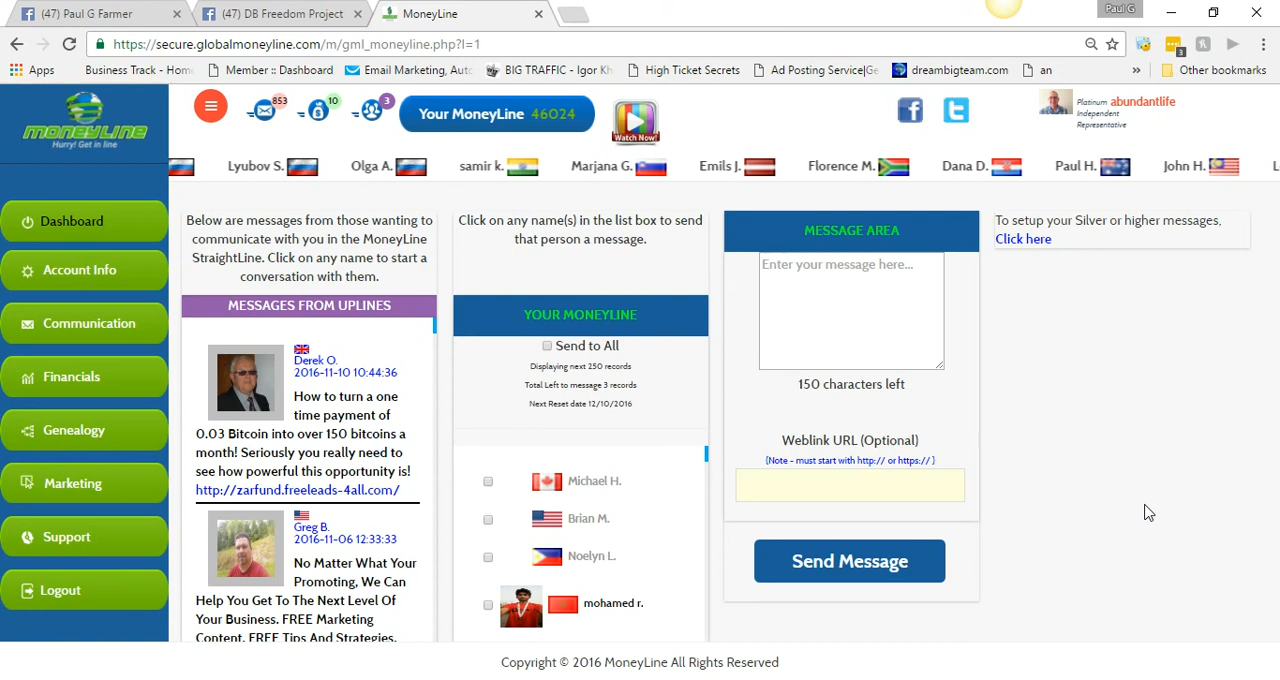 (47) Paul G Farmer
(47) DB Freedom Project
MoneyLine
Paul G
https://secure.globalmoneyline.com/m/gml_moneyline.php?l=1
3
Apps
Business Track - Hom
Member :: Dashboard
Email Marketing, Aut
BIG TRAFFIC - Igor Kh
High Ticket Secrets
Ad Posting Service|Ge
dreambigteam.com
an
»
Other bookmarks
MONEYLINE
Hurry! Get in line
853
10
3
Your MoneyLine 46024
Watch Now!
Platinum abundantlife
Independent
Representative
Lyubov S.
Olga A.
samir k.
Marjana G.
Emils J.
Florence M.
Dana D.
Paul H.
John H.
Dashboard
Account Info
Communication
Financials
Genealogy
Marketing
Support
Logout
Below are messages from those wanting to
communicate with you in the MoneyLine
StraightLine. Click on any name to start a
conversation with them.
MESSAGES FROM UPLINES
Derek O.
2016-11-10 10:44:36
How to turn a one
time payment of
0.03 Bitcoin into over 150 bitcoins a
month! Seriously you really need to
see how powerful this opportunity is!
http://zarfund.freeleads-4all.com/
Greg B.
2016-11-06 12:33:33
No Matter What Your
Promoting, We Can
Help You Get To The Next Level Of
Your Business. FREE Marketing
Content. FREE Tips And Strategies.
Click on any name(s) in the list box to send
that person a message.
YOUR MONEYLINE
Send to All
Displaying next 250 records
Total Left to message 3 records
Next Reset date 12/10/2016
Michael H.
Brian M.
Noelyn L.
mohamed r.
MESSAGE AREA
Enter your message here...
150 characters left
Weblink URL (Optional)
(Note - must start with http:// or https:// )
Send Message
To setup your Silver or higher messages,
Click here
Copyright © 2016 MoneyLine All Rights Reserved